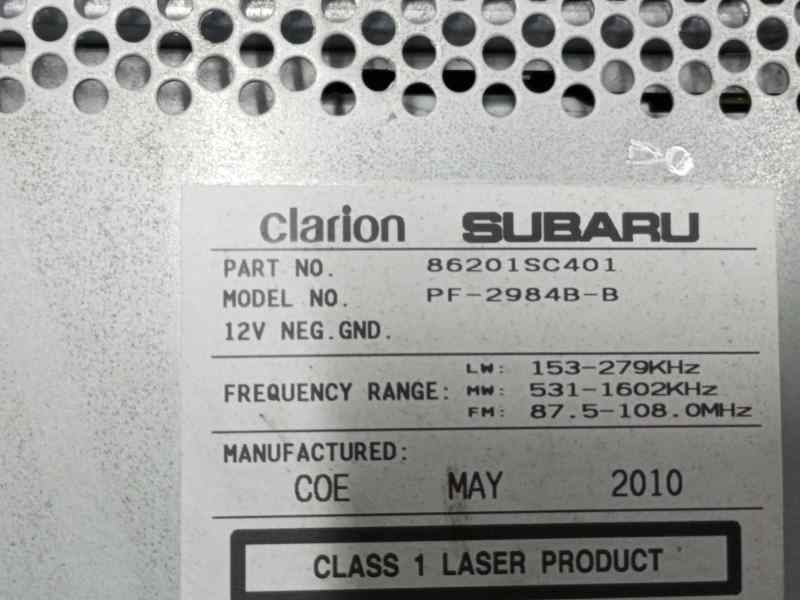 clarion SUBARU
PART NO. 86201SC401
MODEL NO. PF-2984B-B
12V NEG.GND.
LW: 153-279KHz
FREQUENCY RANGE: MW: 531-1602KHz
FM: 87.5-108.0MHz
MANUFACTURED:
COE MAY 2010
CLASS 1 LASER PRODUCT